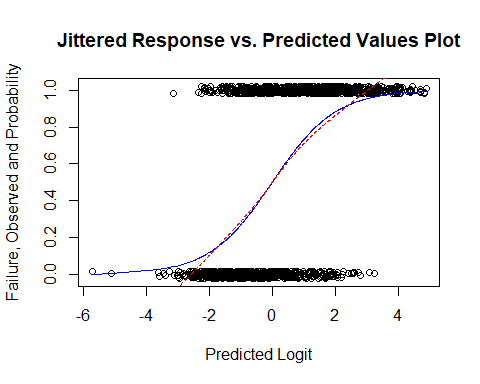 Jittered Response vs. Predicted Values Plot
Failure, Observed and Probability
1.0
0.8
0.6
0.4
0.2
0.0
-6 -4 -2 0 2 4
Predicted Logit